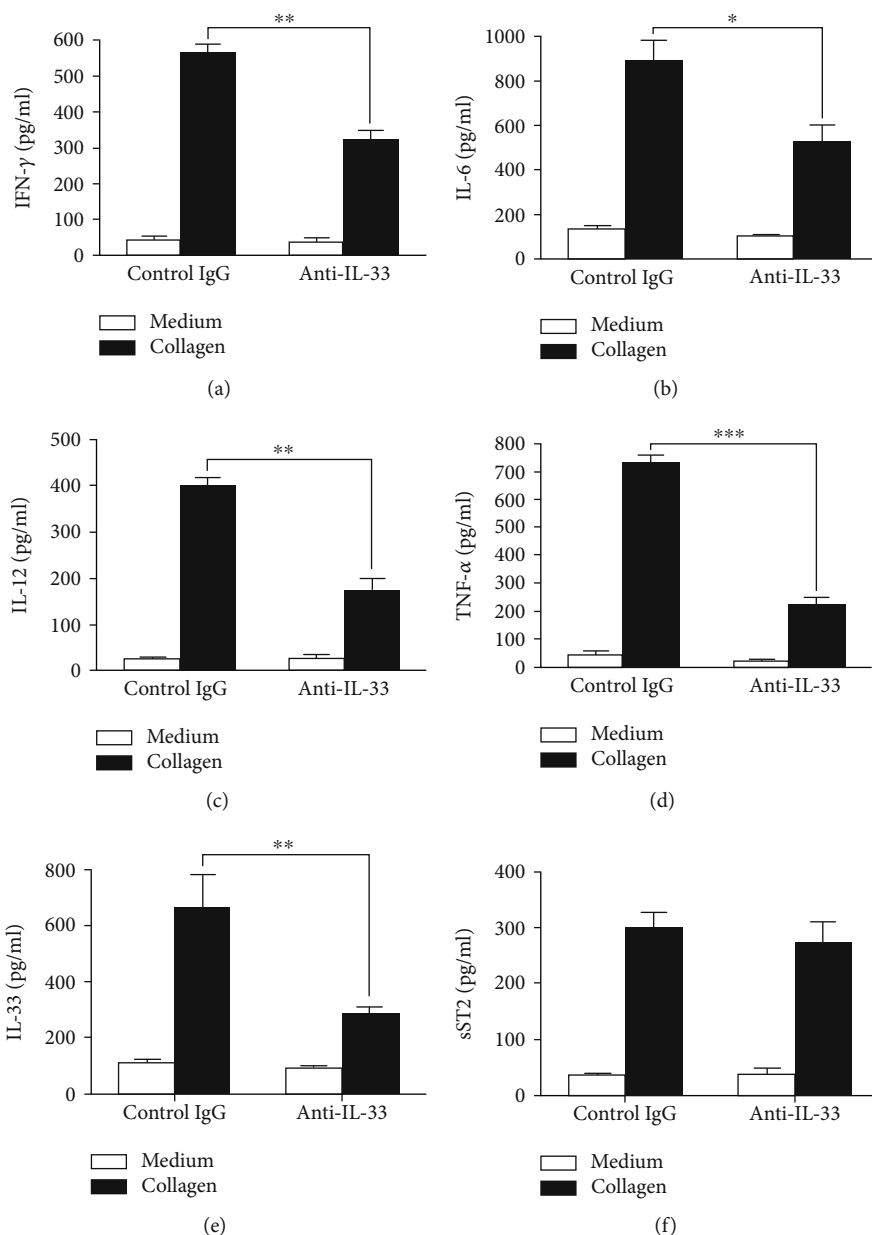 **
600
500
400
300
200
100
0
IFN-γ (pg/ml)
Control IgG Anti-IL-33
Medium
Collagen
(a)
*
1000
800
600
400
200
0
IL-6 (pg/ml)
Control IgG Anti-IL-33
Medium
Collagen
(b)
**
500
400
300
200
100
0
IL-12 (pg/ml)
Control IgG Anti-IL-33
Medium
Collagen
(c)
***
800
700
600
500
400
300
200
100
0
TNF-α (pg/ml)
Control IgG Anti-IL-33
Medium
Collagen
(d)
**
800
600
400
200
0
IL-33 (pg/ml)
Control IgG Anti-IL-33
Medium
Collagen
(e)
400
300
200
100
0
sST2 (pg/ml)
Control IgG Anti-IL-33
Medium
Collagen
(f)